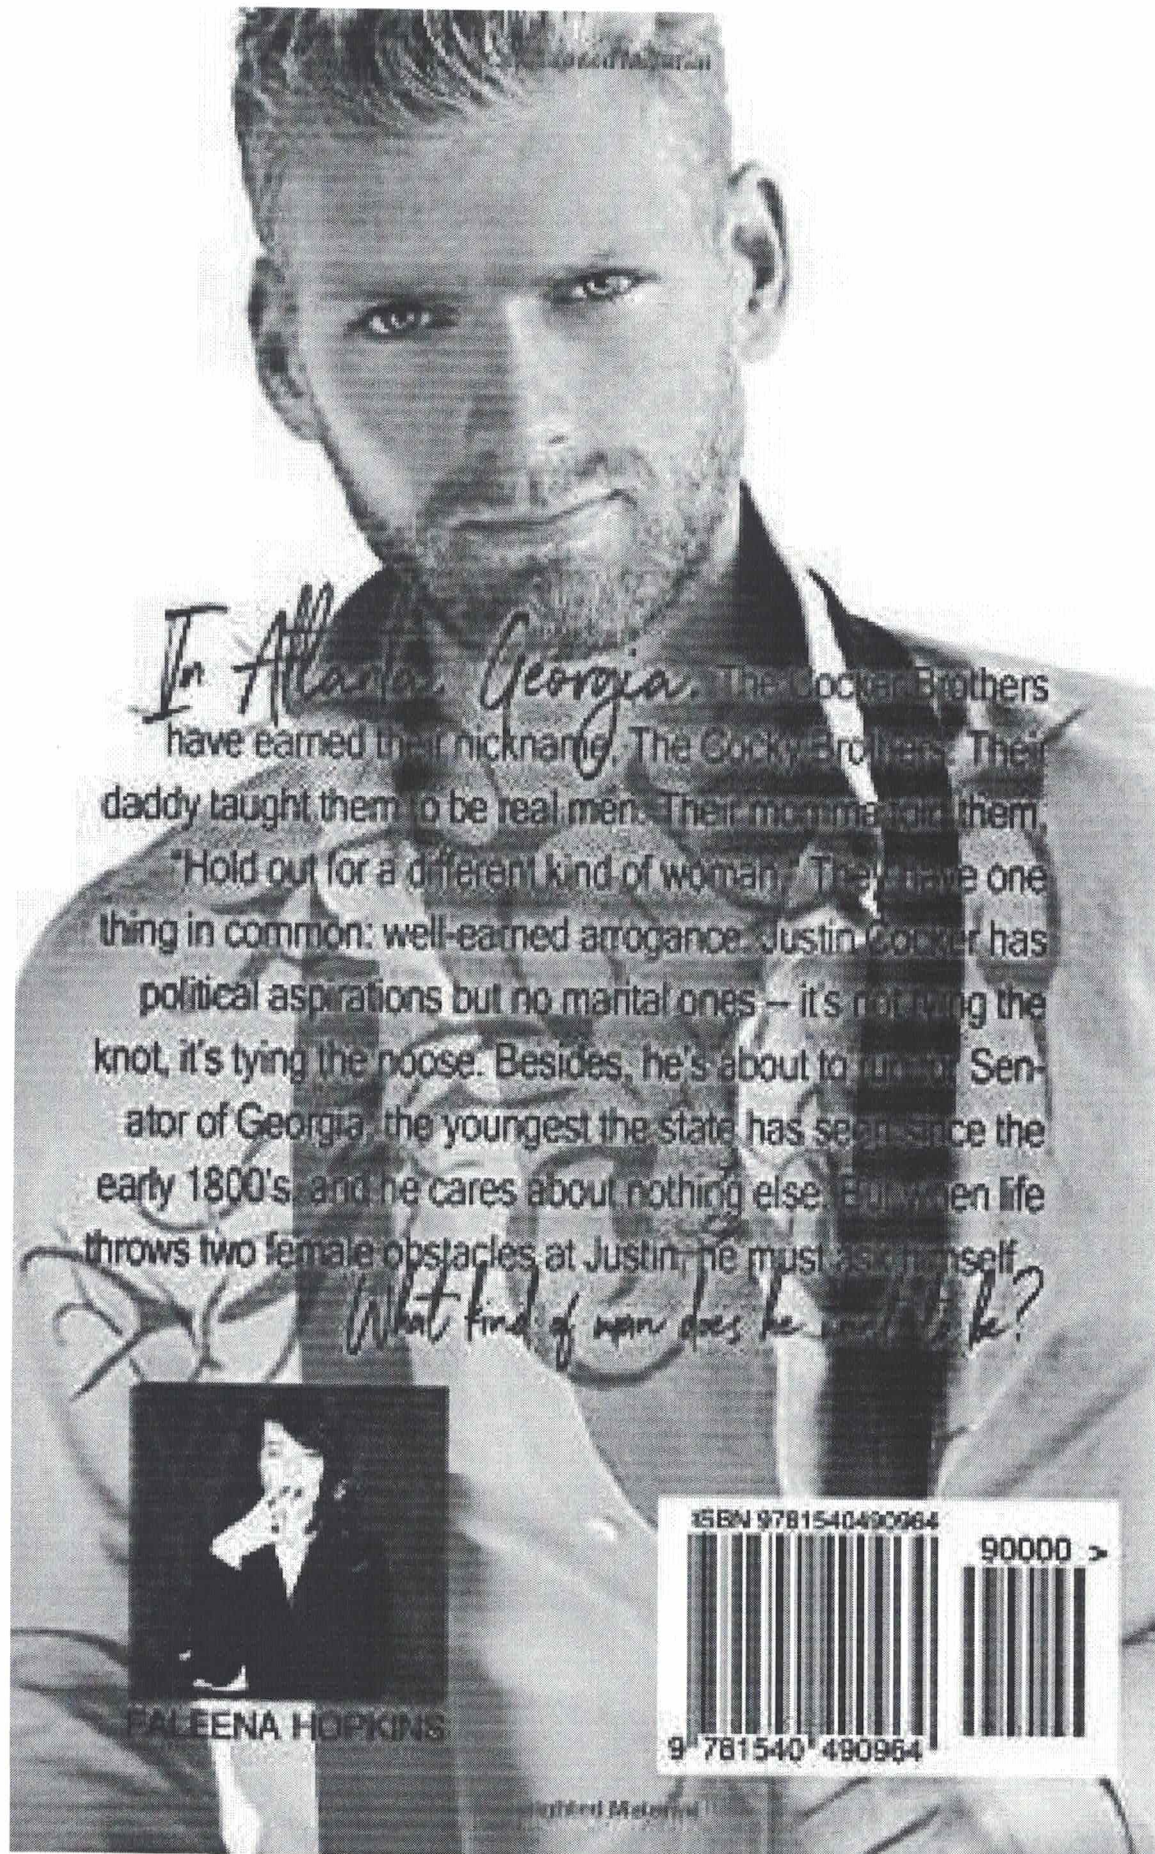 In Atlanta, Georgia, The Cocker Brothers
have earned their nickname: The Cocky Brothers. Their
daddy taught them to be real men. Their momma told them,
"Hold out for a different kind of woman." They have one
thing in common: well-earned arrogance. Justin Cocker has
political aspirations but no marital ones – it's not tying the
knot, it's tying the noose. Besides, he's about to run for Sen-
ator of Georgia, the youngest the state has seen since the
early 1800's, and he cares about nothing else. But when life
throws two female obstacles at Justin, he must ask himself,
What kind of man does he want to be?
FALEENA HOPKINS
ISBN 9781540490964
90000 >
9 781540 490964